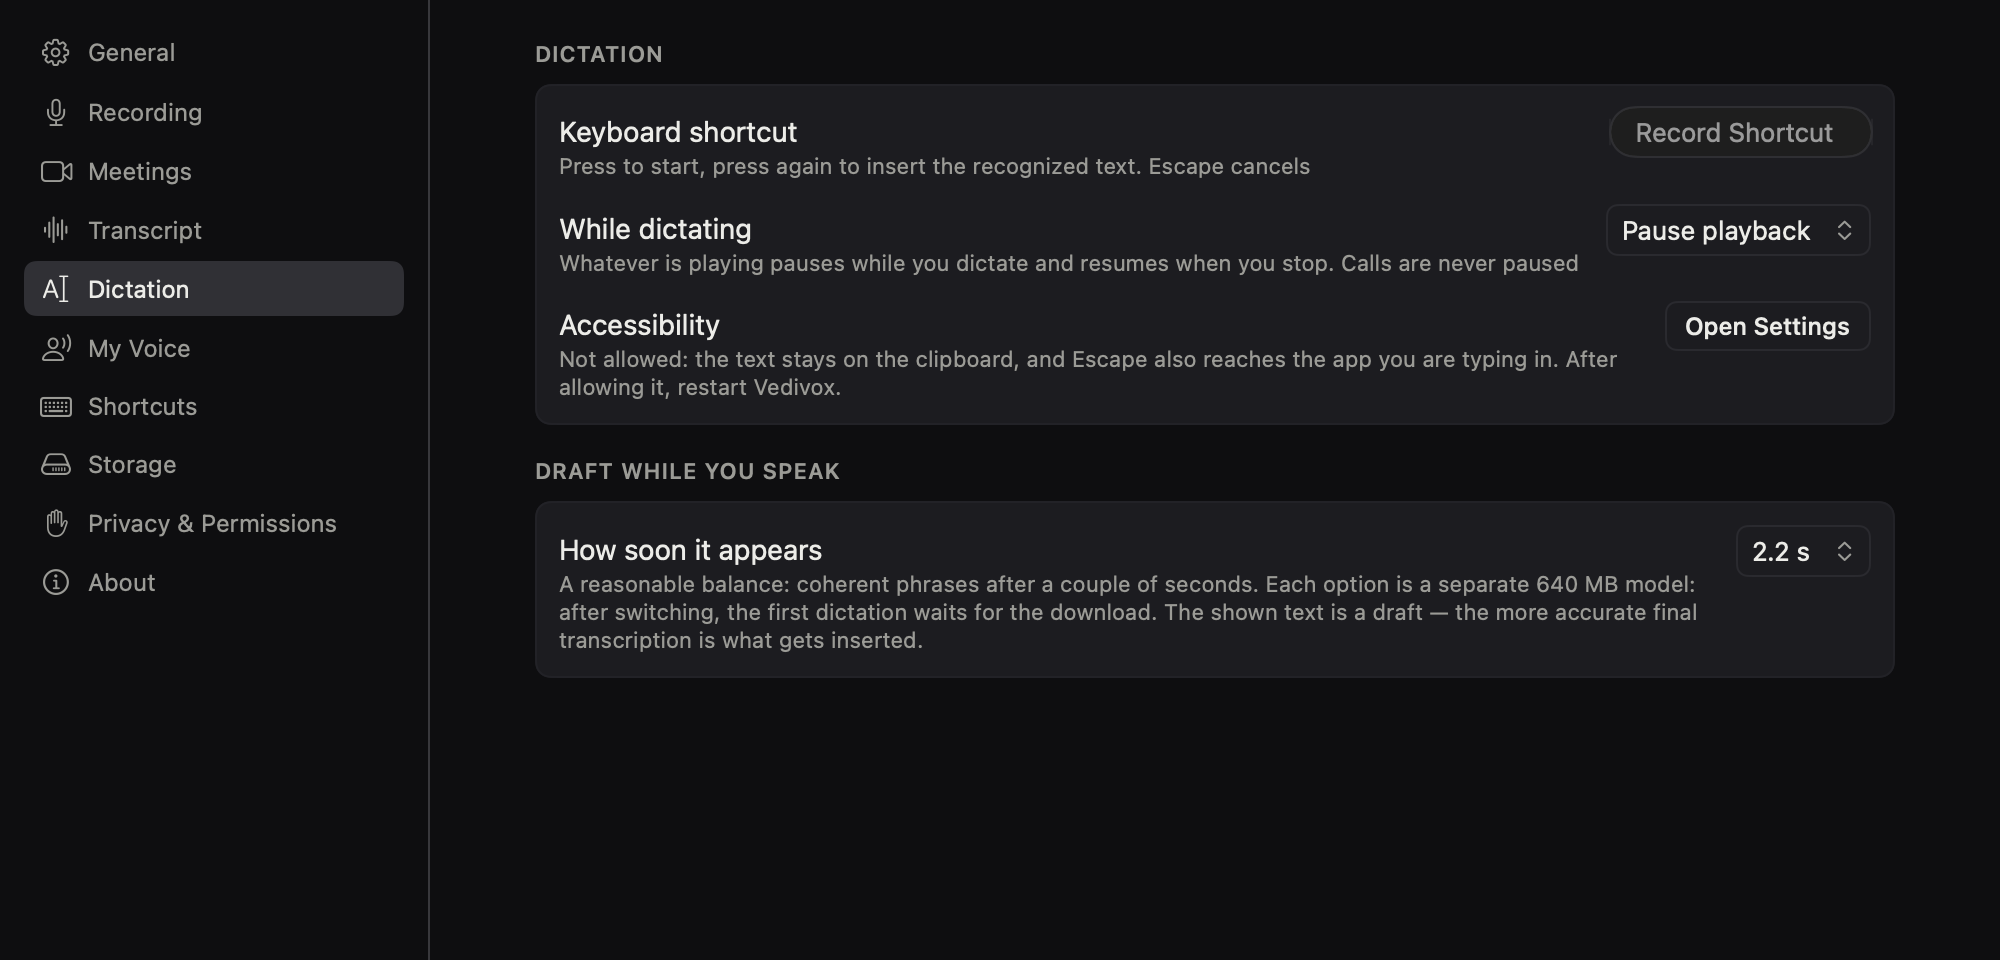 General
Recording
Meetings
Transcript
Dictation
My Voice
Shortcuts
Storage
Privacy & Permissions
About
DICTATION
Keyboard shortcut
Record Shortcut
Press to start, press again to insert the recognized text. Escape cancels
While dictating
Pause playback
Whatever is playing pauses while you dictate and resumes when you stop. Calls are never paused
Accessibility
Open Settings
Not allowed: the text stays on the clipboard, and Escape also reaches the app you are typing in. After
allowing it, restart Vedivox.
DRAFT WHILE YOU SPEAK
How soon it appears
2.2 s
A reasonable balance: coherent phrases after a couple of seconds. Each option is a separate 640 MB model:
after switching, the first dictation waits for the download. The shown text is a draft — the more accurate final
transcription is what gets inserted.